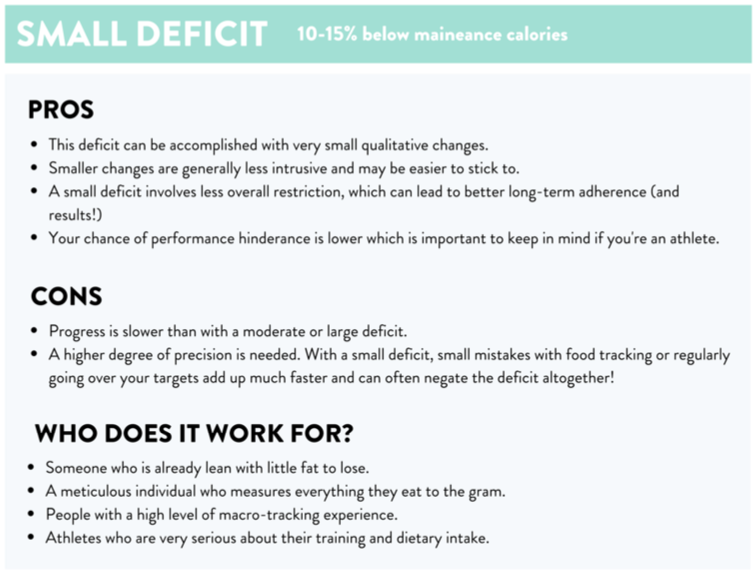 SMALL DEFICIT 10-15% below maineance calories
PROS
• This deficit can be accomplished with very small qualitative changes.
• Smaller changes are generally less intrusive and may be easier to stick to.
• A small deficit involves less overall restriction, which can lead to better long-term adherence (and
results!)
• Your chance of performance hinderance is lower which is important to keep in mind if you're an athlete.
CONS
• Progress is slower than with a moderate or large deficit.
• A higher degree of precision is needed. With a small deficit, small mistakes with food tracking or regularly
going over your targets add up much faster and can often negate the deficit altogether!
WHO DOES IT WORK FOR?
• Someone who is already lean with little fat to lose.
• A meticulous individual who measures everything they eat to the gram.
• People with a high level of macro-tracking experience.
• Athletes who are very serious about their training and dietary intake.